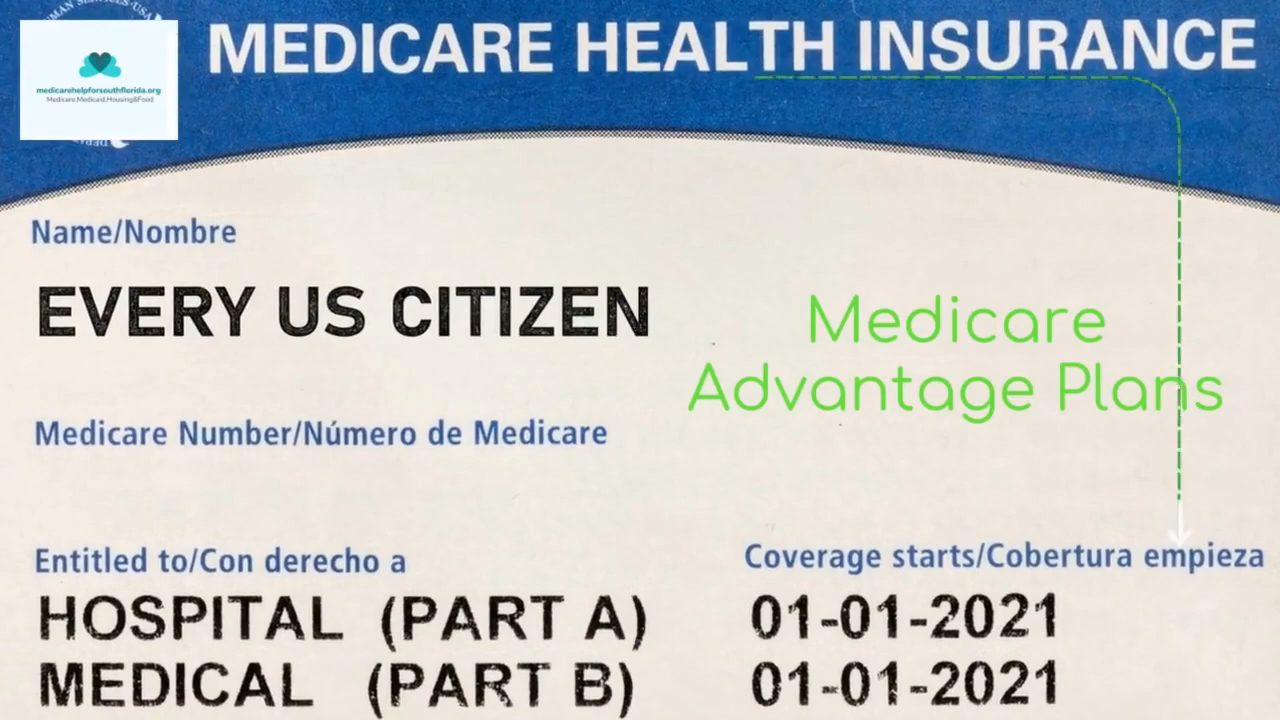 MEDICARE HEALTH INSURANCE
medicarehelpforsouthflorida.org
Medicare,Medicaid,Housing&Food
Name/Nombre
EVERY US CITIZEN
Medicare
Advantage Plans
Medicare Number/Número de Medicare
Entitled to/Con derecho a
Coverage starts/Cobertura empieza
HOSPITAL (PART A) 01-01-2021
MEDICAL (PART B) 01-01-2021